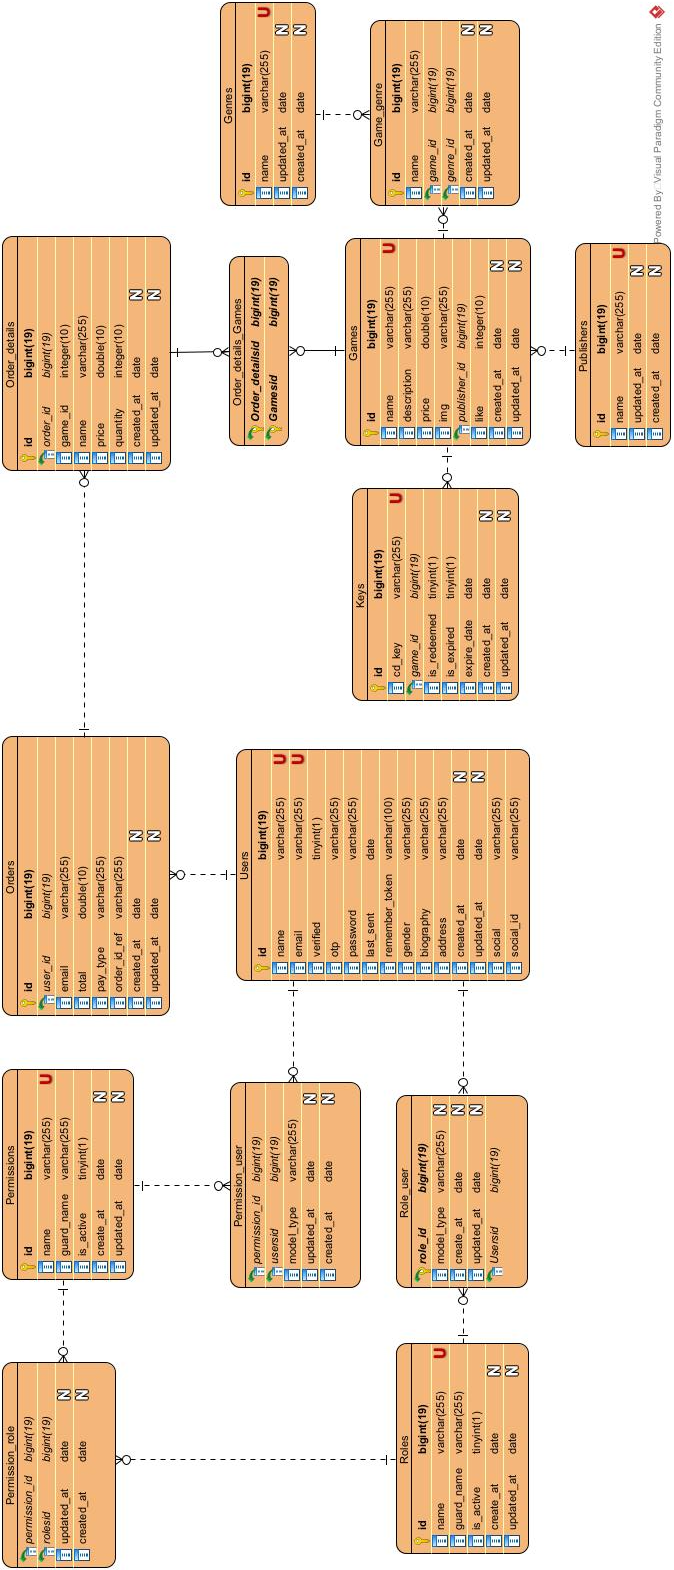 Permission_role
permission_id bigint(19)
rolesid bigint(19)
updated_at date N
created_at date N
Permissions
id bigint(19)
name varchar(255) U
guard_name varchar(255)
is_active tinyint(1)
create_at date N
updated_at date N
Orders
id bigint(19)
user_id bigint(19)
email varchar(255)
total double(10)
pay_type varchar(255)
order_id_ref varchar(255)
created_at date N
updated_at date N
Order_details
id bigint(19)
order_id bigint(19)
game_id integer(10)
name varchar(255)
price double(10)
quantity integer(10)
created_at date N
updated_at date N
Genres
id bigint(19)
name varchar(255) U
updated_at date N
created_at date N
Permission_user
permission_id bigint(19)
usersid bigint(19)
model_type varchar(255)
updated_at date N
created_at date N
Users
id bigint(19)
name varchar(255) U
email varchar(255) U
verified tinyint(1)
otp varchar(255)
password varchar(255)
last_sent date
remember_token varchar(100)
gender varchar(255)
biography varchar(255)
address varchar(255)
created_at date N
updated_at date N
social varchar(255)
social_id varchar(255)
Order_details_Games
Order_detailsid bigint(19)
Gamesid bigint(19)
Game_genre
id bigint(19)
name varchar(255)
game_id bigint(19)
genre_id bigint(19)
created_at date N
updated_at date N
Games
id bigint(19)
name varchar(255) U
description varchar(255)
price double(10)
img varchar(255)
publisher_id bigint(19)
like integer(10)
created_at date N
updated_at date N
Keys
id bigint(19)
cd_key varchar(255) U
game_id bigint(19)
is_redeemed tinyint(1)
is_expired tinyint(1)
expire_date date
created_at date N
updated_at date N
Roles
id bigint(19)
name varchar(255) U
guard_name varchar(255)
is_active tinyint(1)
create_at date N
updated_at date N
Role_user
role_id bigint(19)
model_type varchar(255) N
create_at date N
updated_at date N
Usersid bigint(19)
Publishers
id bigint(19)
name varchar(255) U
updated_at date N
created_at date N
Powered By Visual Paradigm Community Edition